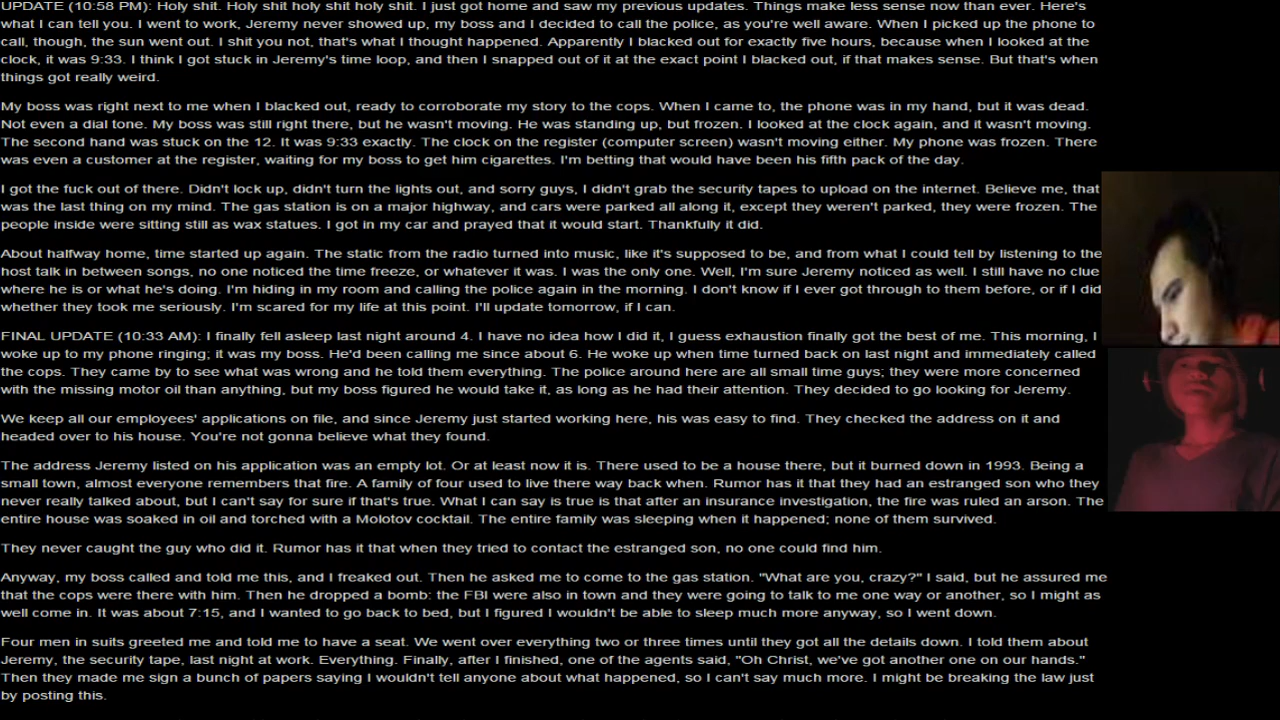 UPDATE (10:58 PM): Holy shit. Holy shit holy shit holy shit. I just got home and saw my previous updates. Things make less sense now than ever. Here's
what I can tell you. I went to work, Jeremy never showed up, my boss and I decided to call the police, as you're well aware. When I picked up the phone to
call, though, the sun went out. I shit you not, that's what I thought happened. Apparently I blacked out for exactly five hours, because when I looked at the
clock, it was 9:33. I think I got stuck in Jeremy's time loop, and then I snapped out of it at the exact point I blacked out, if that makes sense. But that's when
things got really weird.
My boss was right next to me when I blacked out, ready to corroborate my story to the cops. When I came to, the phone was in my hand, but it was dead.
Not even a dial tone. My boss was still right there, but he wasn't moving. He was standing up, but frozen. I looked at the clock again, and it wasn't moving.
The second hand was stuck on the 12. It was 9:33 exactly. The clock on the register (computer screen) wasn't moving either. My phone was frozen. There
was even a customer at the register, waiting for my boss to get him cigarettes. I'm betting that would have been his fifth pack of the day.
I got the fuck out of there. Didn't lock up, didn't turn the lights out, and sorry guys, I didn't grab the security tapes to upload on the internet. Believe me, that
was the last thing on my mind. The gas station is on a major highway, and cars were parked all along it, except they weren't parked, they were frozen. The
people inside were sitting still as wax statues. I got in my car and prayed that it would start. Thankfully it did.
About halfway home, time started up again. The static from the radio turned into music, like it's supposed to be, and from what I could tell by listening to the
host talk in between songs, no one noticed the time freeze, or whatever it was. I was the only one. Well, I'm sure Jeremy noticed as well. I still have no clue
where he is or what he's doing. I'm hiding in my room and calling the police again in the morning. I don't know if I ever got through to them before, or if I did
whether they took me seriously. I'm scared for my life at this point. I'll update tomorrow, if I can.
FINAL UPDATE (10:33 AM): I finally fell asleep last night around 4. I have no idea how I did it, I guess exhaustion finally got the best of me. This morning, I
woke up to my phone ringing; it was my boss. He'd been calling me since about 6. He woke up when time turned back on last night and immediately called
the cops. They came by to see what was wrong and he told them everything. The police around here are all small time guys; they were more concerned
with the missing motor oil than anything, but my boss figured he would take it, as long as he had their attention. They decided to go looking for Jeremy.
We keep all our employees' applications on file, and since Jeremy just started working here, his was easy to find. They checked the address on it and
headed over to his house. You're not gonna believe what they found.
The address Jeremy listed on his application was an empty lot. Or at least now it is. There used to be a house there, but it burned down in 1993. Being a
small town, almost everyone remembers that fire. A family of four used to live there way back when. Rumor has it that they had an estranged son who they
never really talked about, but I can't say for sure if that's true. What I can say is true is that after an insurance investigation, the fire was ruled an arson. The
entire house was soaked in oil and torched with a Molotov cocktail. The entire family was sleeping when it happened; none of them survived.
They never caught the guy who did it. Rumor has it that when they tried to contact the estranged son, no one could find him.
Anyway, my boss called and told me this, and I freaked out. Then he asked me to come to the gas station. "What are you, crazy?" I said, but he assured me
that the cops were there with him. Then he dropped a bomb: the FBI were also in town and they were going to talk to me one way or another, so I might as
well come in. It was about 7:15, and I wanted to go back to bed, but I figured I wouldn't be able to sleep much more anyway, so I went down.
Four men in suits greeted me and told me to have a seat. We went over everything two or three times until they got all the details down. I told them about
Jeremy, the security tape, last night at work. Everything. Finally, after I finished, one of the agents said, "Oh Christ, we've got another one on our hands."
Then they made me sign a bunch of papers saying I wouldn't tell anyone about what happened, so I can't say much more. I might be breaking the law just
by posting this.